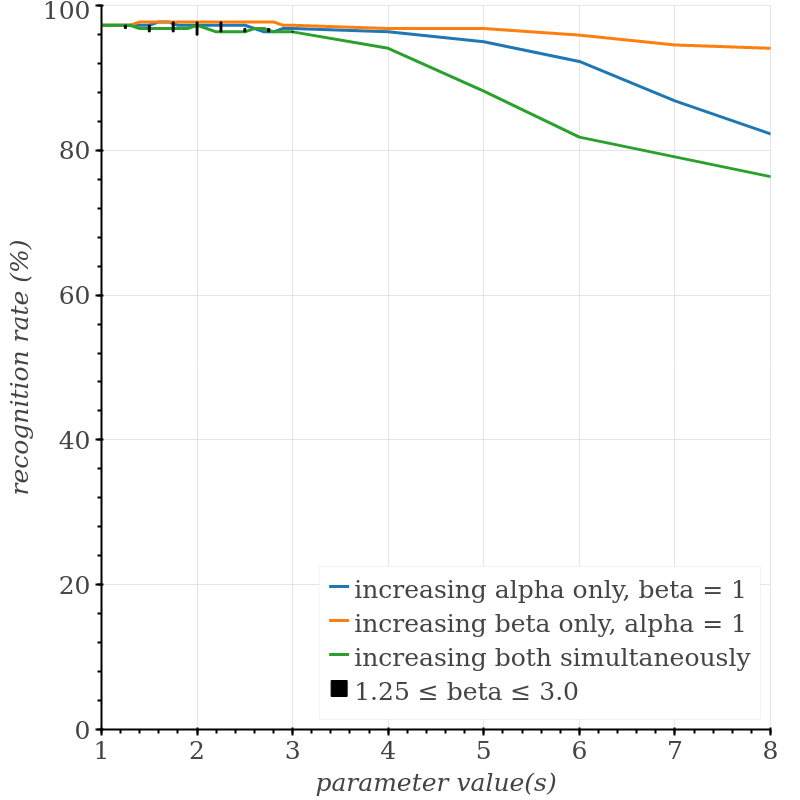 100
80
60
40
20
0
recognition rate (%)
increasing alpha only, beta = 1
increasing beta only, alpha = 1
increasing both simultaneously
1.25 ≤ beta ≤ 3.0
1 2 3 4 5 6 7 8
parameter value(s)